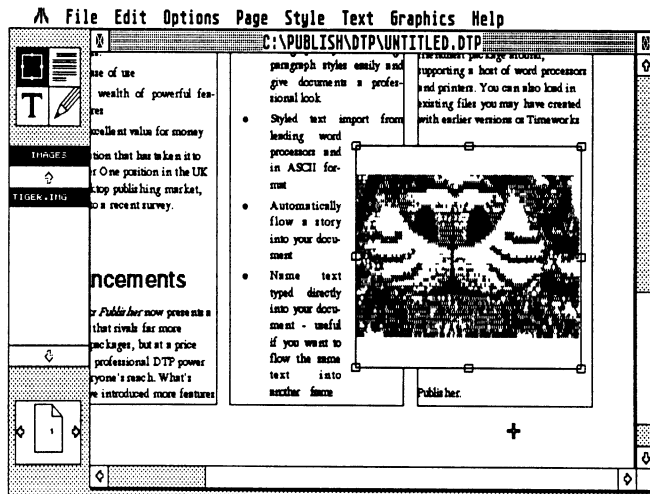 File Edit Options Page Style Text Graphics Help
C:\PUBLISH\DTP\UNTITLED.DTP
T
IMAGES
TIGER.IMG
1
ase of use
wealth of powerful fea-
res
xcellent value for money
tion that has taken it to
r One position in the UK
ktop publishing market,
to a recent survey.
ncements
Publisher now presents a
that rivals far more
packages, but at a price
professional DTP power
ryone's reach. What's
ve introduced more features
paragraph styles easily and
give documents a profes-
sional look
• Styled text import from
leading word
processors and
in ASCII for-
mat
• Automatically
flow a story
into your docu-
ment
• Name text
typed directly
into your docu-
ment - useful
if you want to
flow the same
text into
another frame
package around,
supporting a host of word processors
and printers. You can also load in
existing files you may have created
with earlier versions of Timeworks
Publisher.